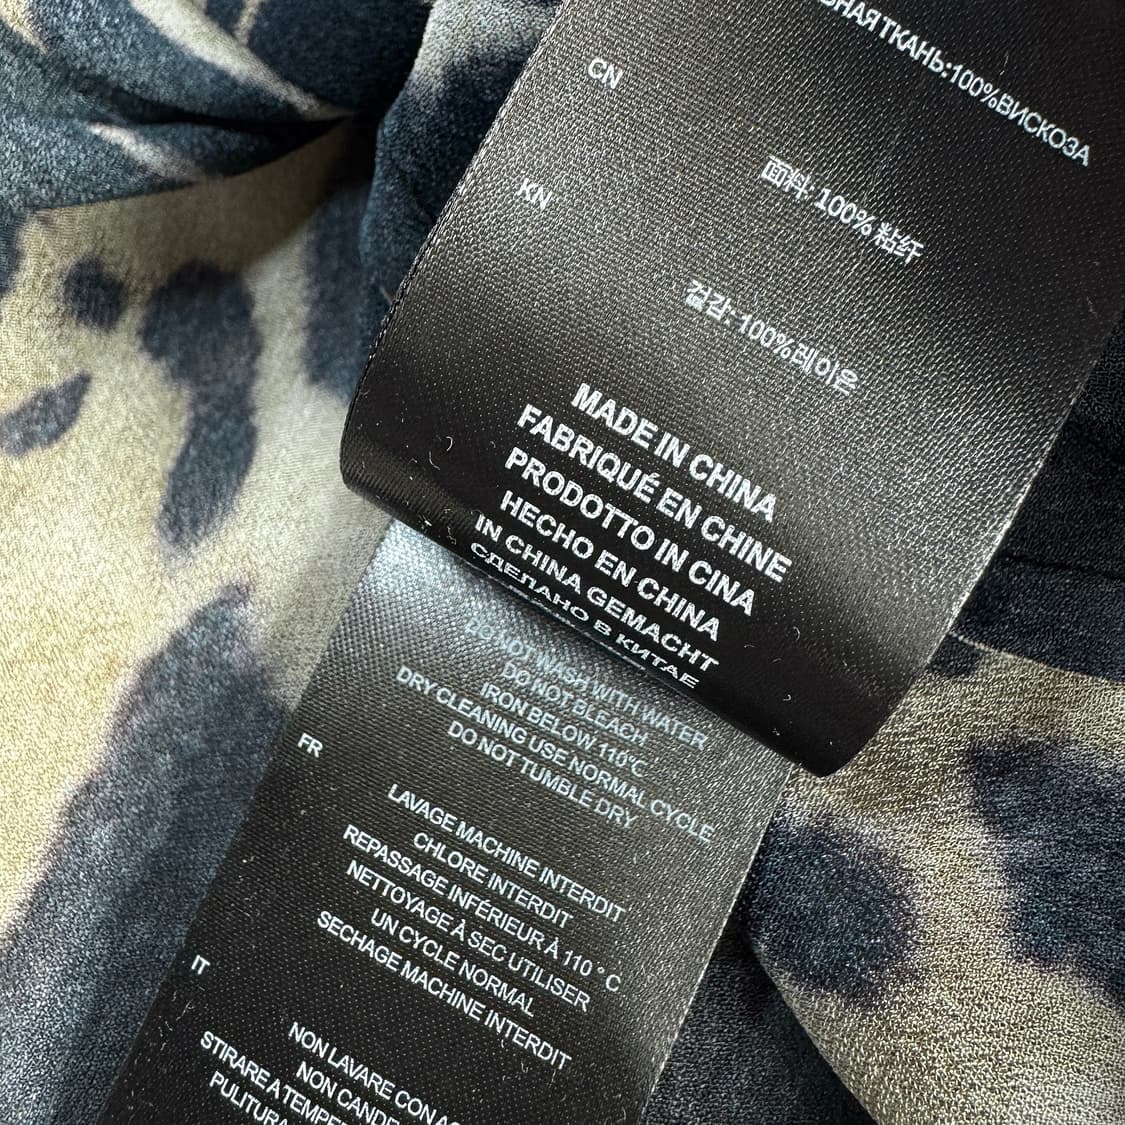 ВНАЯ ТКАНЬ:100%ВИСКОЗА
CN
面料: 100% 粘纤
KN
겉감: 100%레이온
MADE IN CHINA
FABRIQUÉ EN CHINE
PRODOTTO IN CINA
HECHO EN CHINA
IN CHINA GEMACHT
СДЕЛАНО В КИТАЕ
DO NOT WASH WITH WATER
DO NOT BLEACH
IRON BELOW 110℃
DRY CLEANING USE NORMAL CYCLE
DO NOT TUMBLE DRY
FR
LAVAGE MACHINE INTERDIT
CHLORE INTERDIT
REPASSAGE INFÉRIEUR À 110 °C
NETTOYAGE À SEC UTILISER
UN CYCLE NORMAL
SECHAGE MACHINE INTERDIT
IT
NON LAVARE CON
NON CANDE
STIRARE A TEMPE
PULITURA